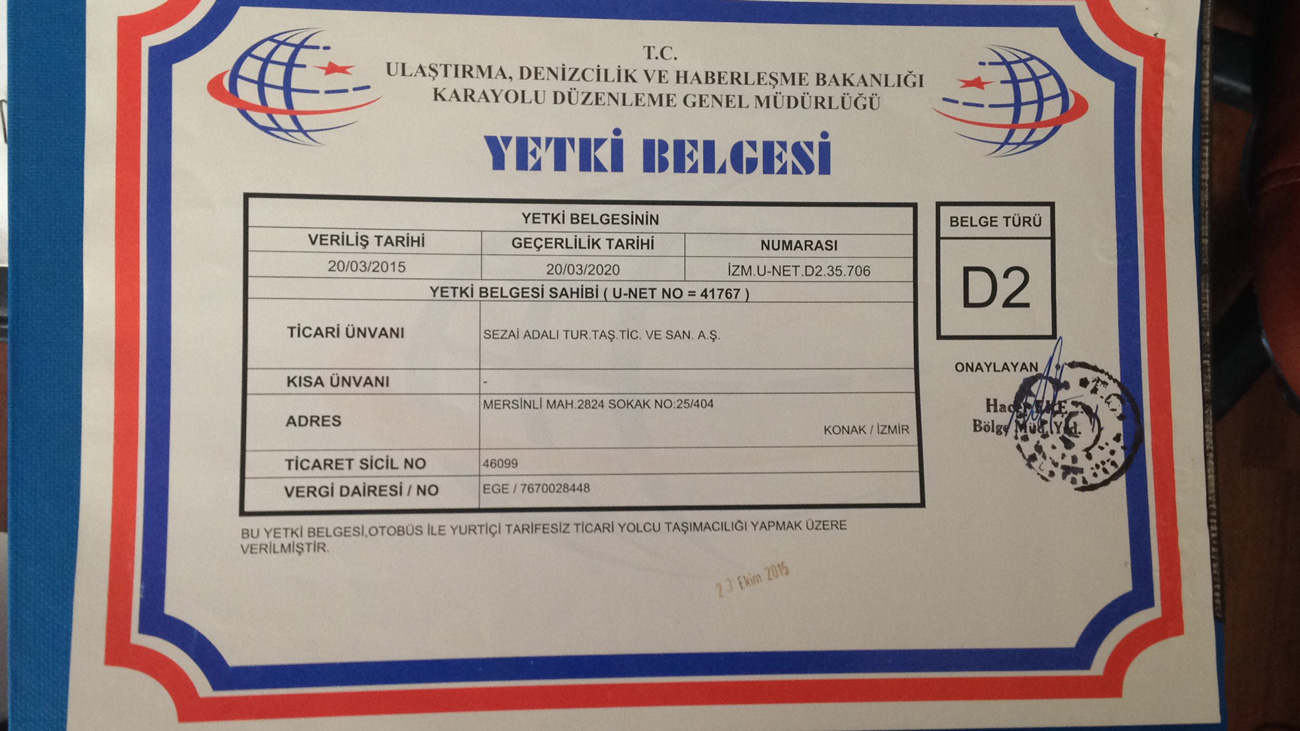 T.C.
ULAŞTIRMA, DENİZCİLİK VE HABERLEŞME BAKANLIĞI
KARAYOLU DÜZENLEME GENEL MÜDÜRLÜĞÜ
YETKİ BELGESİ
YETKİ BELGESİNİN
VERİLİŞ TARİHİ GEÇERLİLİK TARİHİ NUMARASI
20/03/2015 20/03/2020 İZM.U-NET.D2.35.706
YETKİ BELGESİ SAHİBİ ( U-NET NO = 41767 )
TİCARİ ÜNVANI SEZAİ ADALI TUR.TAŞ.TİC. VE SAN. A.Ş.
KISA ÜNVANI -
ADRES MERSİNLİ MAH.2824 SOKAK NO:25/404
KONAK / İZMİR
TİCARET SİCİL NO 46099
VERGİ DAİRESİ / NO EGE / 7670028448
BELGE TÜRÜ
D2
ONAYLAYAN
Bölge Müd. Yrd.
BU YETKİ BELGESİ,OTOBÜS İLE YURTİÇİ TARİFESİZ TİCARİ YOLCU TAŞIMACILIĞI YAPMAK ÜZERE
VERİLMİŞTİR.
23 Ekim 2015